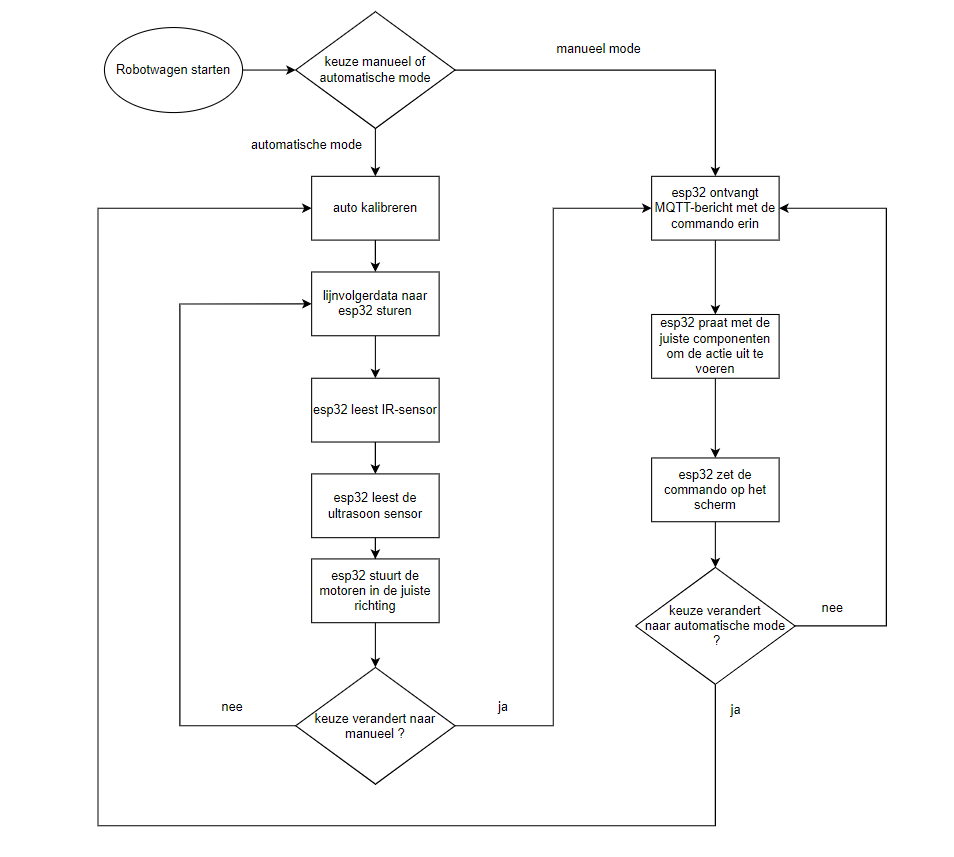 Robotwagen starten
keuze manueel of
automatische mode
manueel mode
automatische mode
auto kalibreren
lijnvolgerdata naar
esp32 sturen
esp32 leest IR-sensor
esp32 leest de
ultrasoon sensor
esp32 stuurt de
motoren in de juiste
richting
keuze verandert naar
manueel ?
nee
ja
esp32 ontvangt
MQTT-bericht met de
commando erin
esp32 praat met de
juiste componenten
om de actie uit te
voeren
esp32 zet de
commando op het
scherm
keuze verandert
naar automatische mode
?
nee
ja